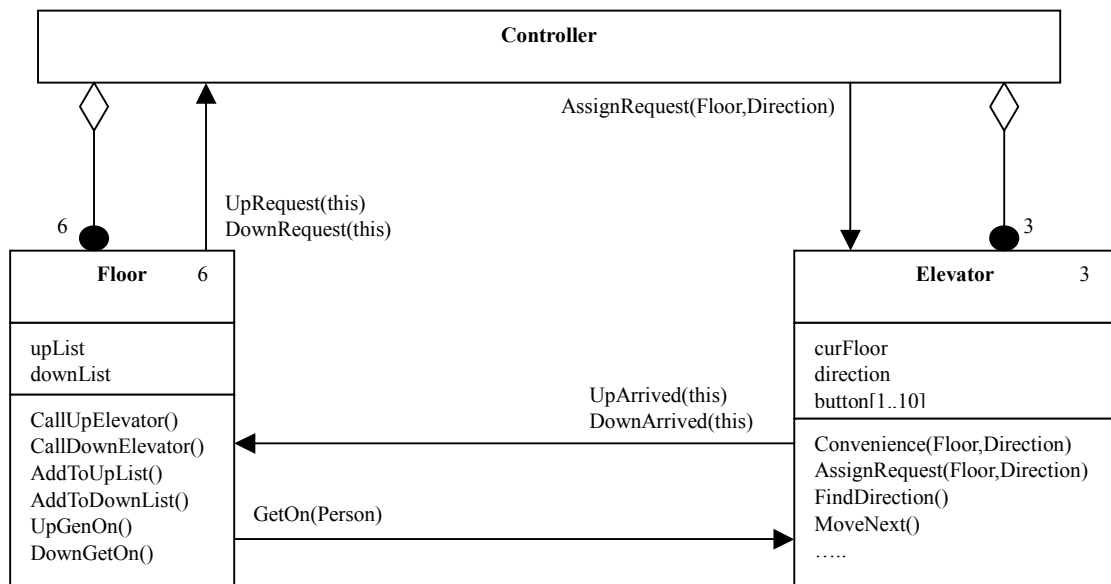 Controller
AssignRequest(Floor,Direction)
UpRequest(this)
DownRequest(this)
6
3
Floor 6
Elevator 3
upList
downList
curFloor
direction
button[1..10]
UpArrived(this)
DownArrived(this)
CallUpElevator()
CallDownElevator()
AddToUpList()
AddToDownList()
UpGenOn()
DownGetOn()
GetOn(Person)
Convenience(Floor,Direction)
AssignRequest(Floor,Direction)
FindDirection()
MoveNext()
…..